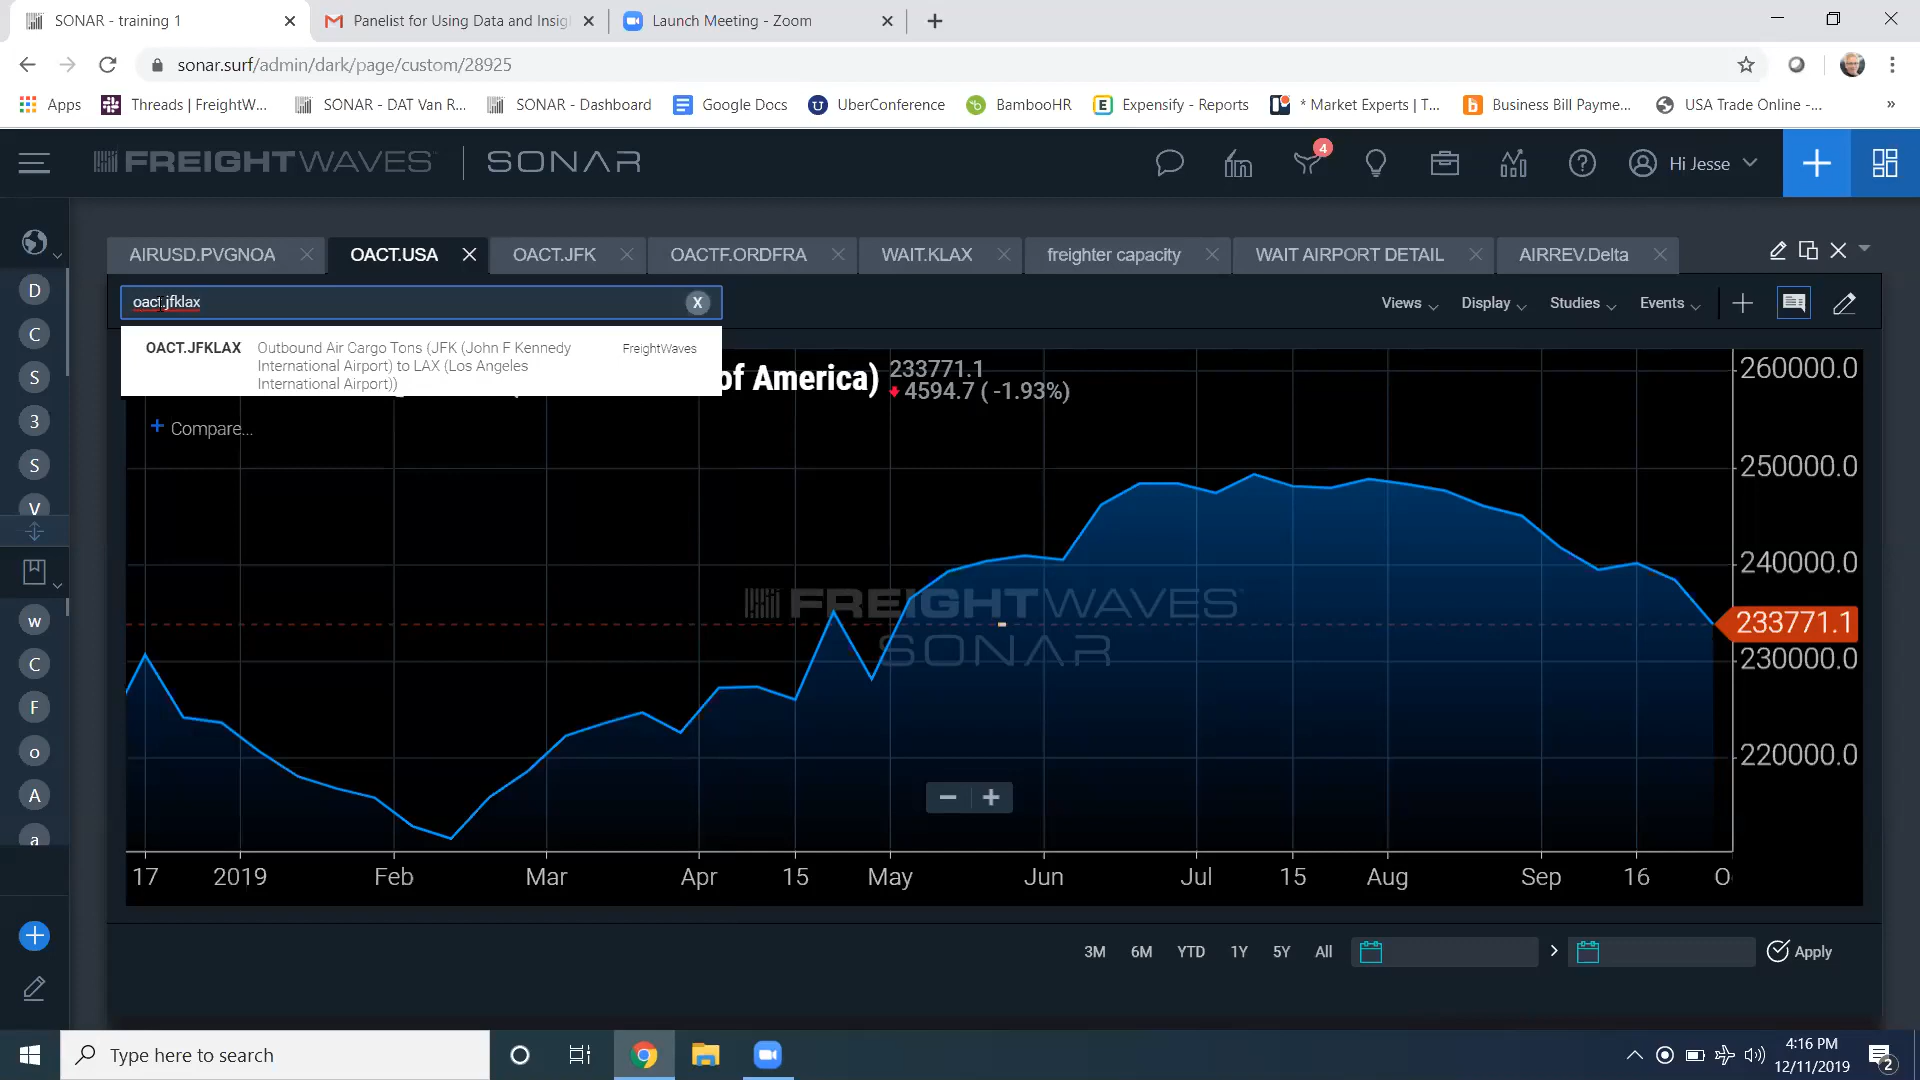 SONAR - training 1
Panelist for Using Data and Insig
Launch Meeting - Zoom
sonar.surf/admin/dark/page/custom/28925
Apps
Threads | FreightW...
SONAR - DAT Van R...
SONAR - Dashboard
Google Docs
UberConference
BambooHR
Expensify - Reports
* Market Experts | T...
Business Bill Payme...
USA Trade Online -...
»
FREIGHTWAVES SONAR
4
Hi Jesse
AIRUSD.PVGNOA
OACT.USA
OACT.JFK
OACTF.ORDFRA
WAIT.KLAX
freighter capacity
WAIT AIRPORT DETAIL
AIRREV.Delta
oact.jfklax
X
Views
Display
Studies
Events
OACT.JFKLAX
Outbound Air Cargo Tons (JFK (John F Kennedy
International Airport) to LAX (Los Angeles
International Airport))
FreightWaves
of America)
233771.1
4594.7 ( -1.93%)
+ Compare...
260000.0
250000.0
240000.0
233771.1
230000.0
220000.0
FREIGHTWAVES
SONAR
17
2019
Feb
Mar
Apr
15
May
Jun
Jul
15
Aug
Sep
16
O
3M
6M
YTD
1Y
5Y
All
Apply
D
C
S
3
S
V
w
C
F
o
A
a
Type here to search
4:16 PM
12/11/2019
2